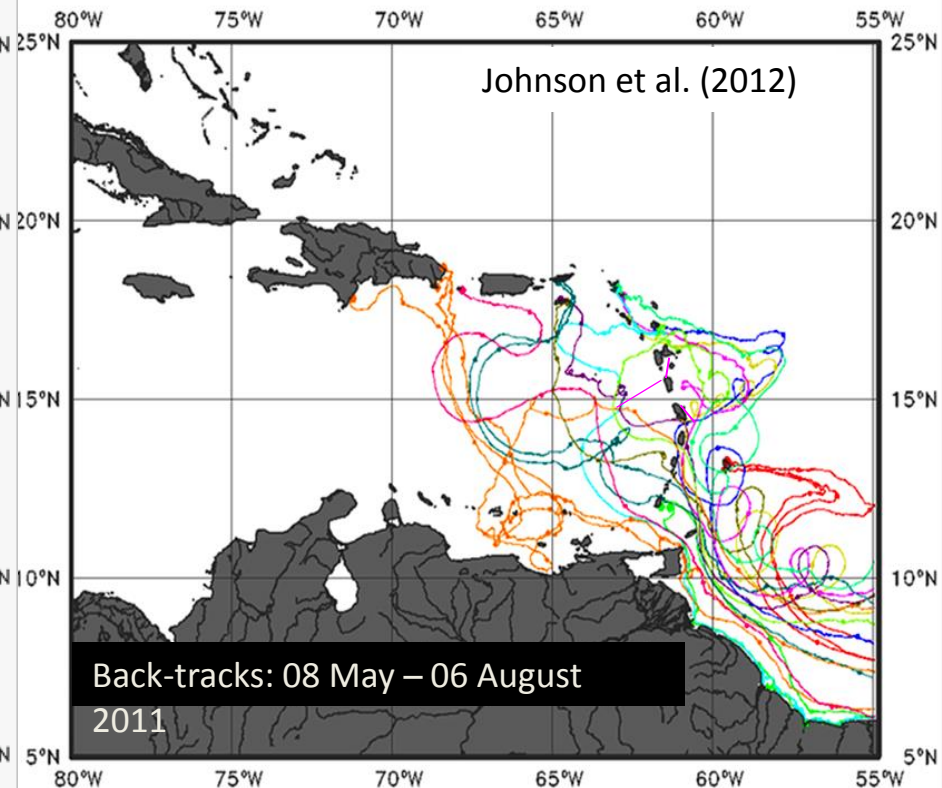 80°W 75°W 70°W 65°W 60°W 55°W
N 25°N 25°N
Johnson et al. (2012)
N 20°N 20°N
N 15°N 15°N
N 10°N 10°N
Back-tracks: 08 May – 06 August
2011
N 5°N 5°N
80°W 75°W 70°W 65°W 60°W 55°W